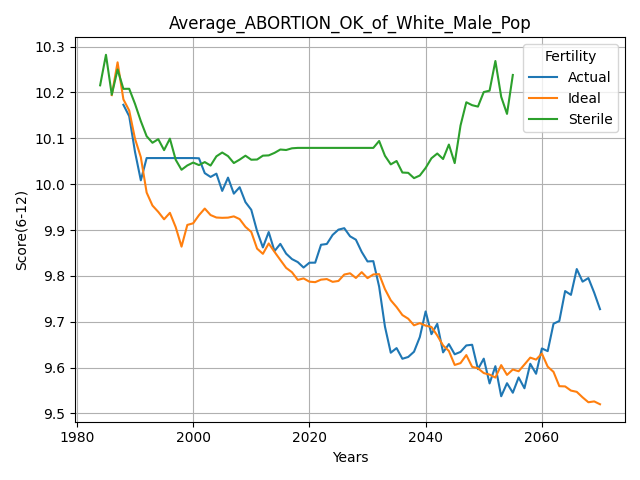 Average_ABORTION_OK_of_White_Male_Pop
Score(6-12)
10.3
10.2
10.1
10.0
9.9
9.8
9.7
9.6
9.5
Fertility
Actual
Ideal
Sterile
1980 2000 2020 2040 2060
Years